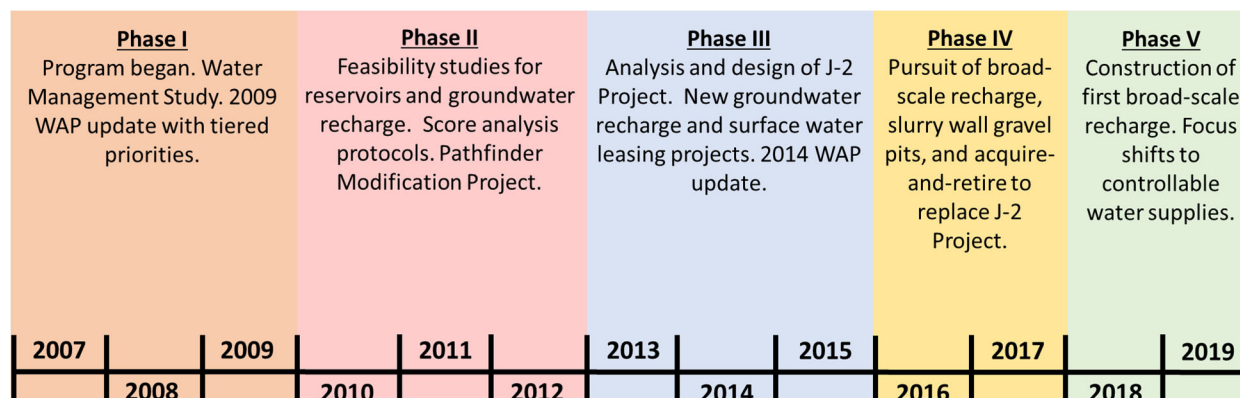 Phase I
Program began. Water
Management Study. 2009
WAP update with tiered
priorities.
Phase II
Feasibility studies for
reservoirs and groundwater
recharge. Score analysis
protocols. Pathfinder
Modification Project.
Phase III
Analysis and design of J-2
Project. New groundwater
recharge and surface water
leasing projects. 2014 WAP
update.
Phase IV
Pursuit of broad-
scale recharge,
slurry wall gravel
pits, and acquire-
and-retire to
replace J-2
Project.
Phase V
Construction of
first broad-scale
recharge. Focus
shifts to
controllable
water supplies.
2007 2009 2011 2013 2015 2017 2019
2008 2010 2012 2014 2016 2018